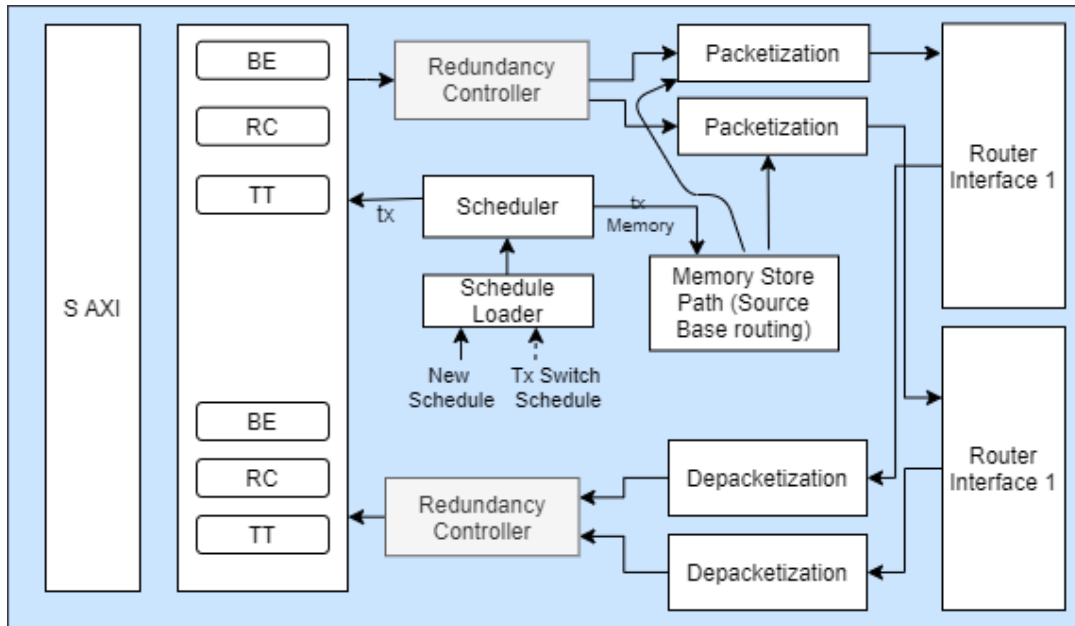 S AXI
BE
RC
TT
BE
RC
TT
Redundancy
Controller
Packetization
Packetization
Router
Interface 1
tx
Scheduler
tx
Memory
Memory Store
Path (Source
Base routing)
Schedule
Loader
New
Schedule
Tx Switch
Schedule
Redundancy
Controller
Depacketization
Depacketization
Router
Interface 1